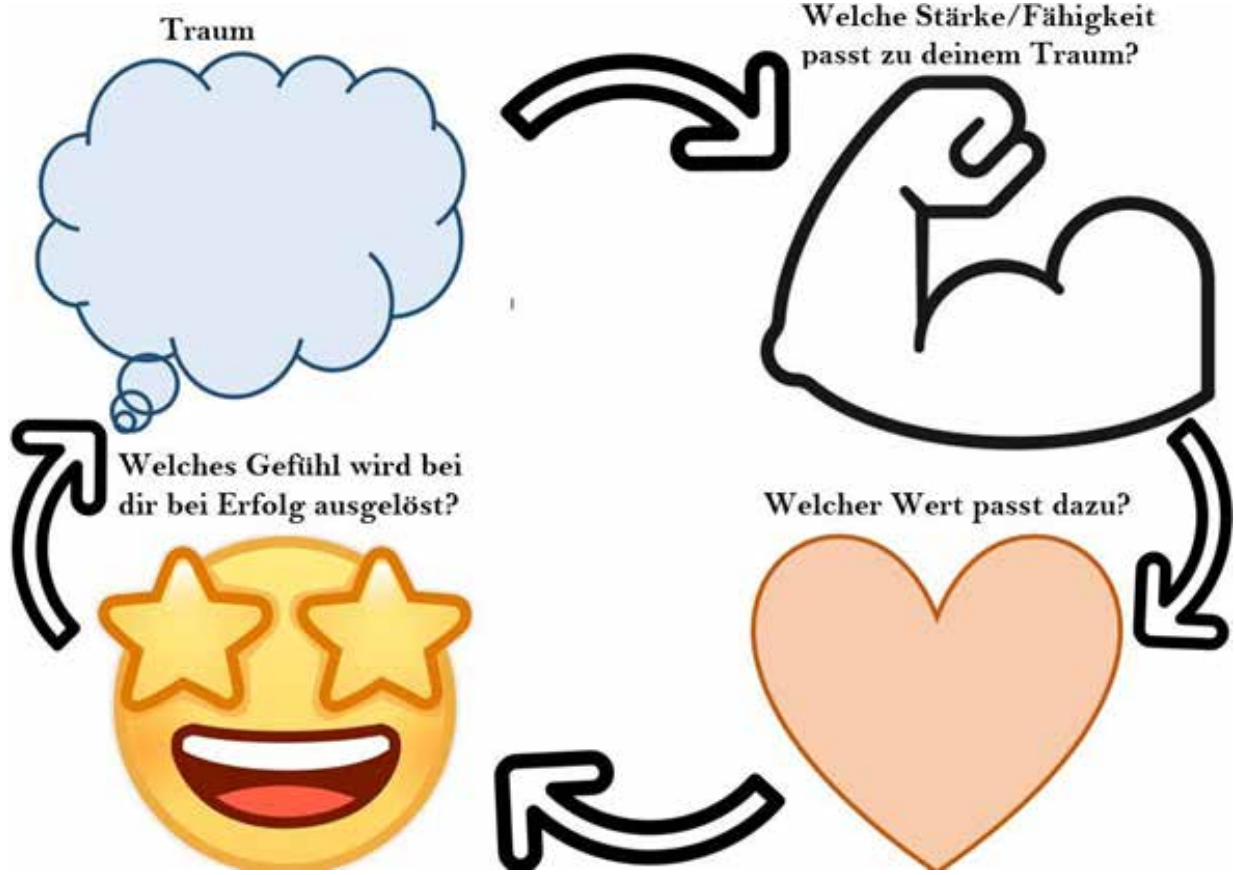 Traum
Welche Stärke/Fähigkeit
passt zu deinem Traum?
Welches Gefühl wird bei
dir bei Erfolg ausgelöst?
Welcher Wert passt dazu?